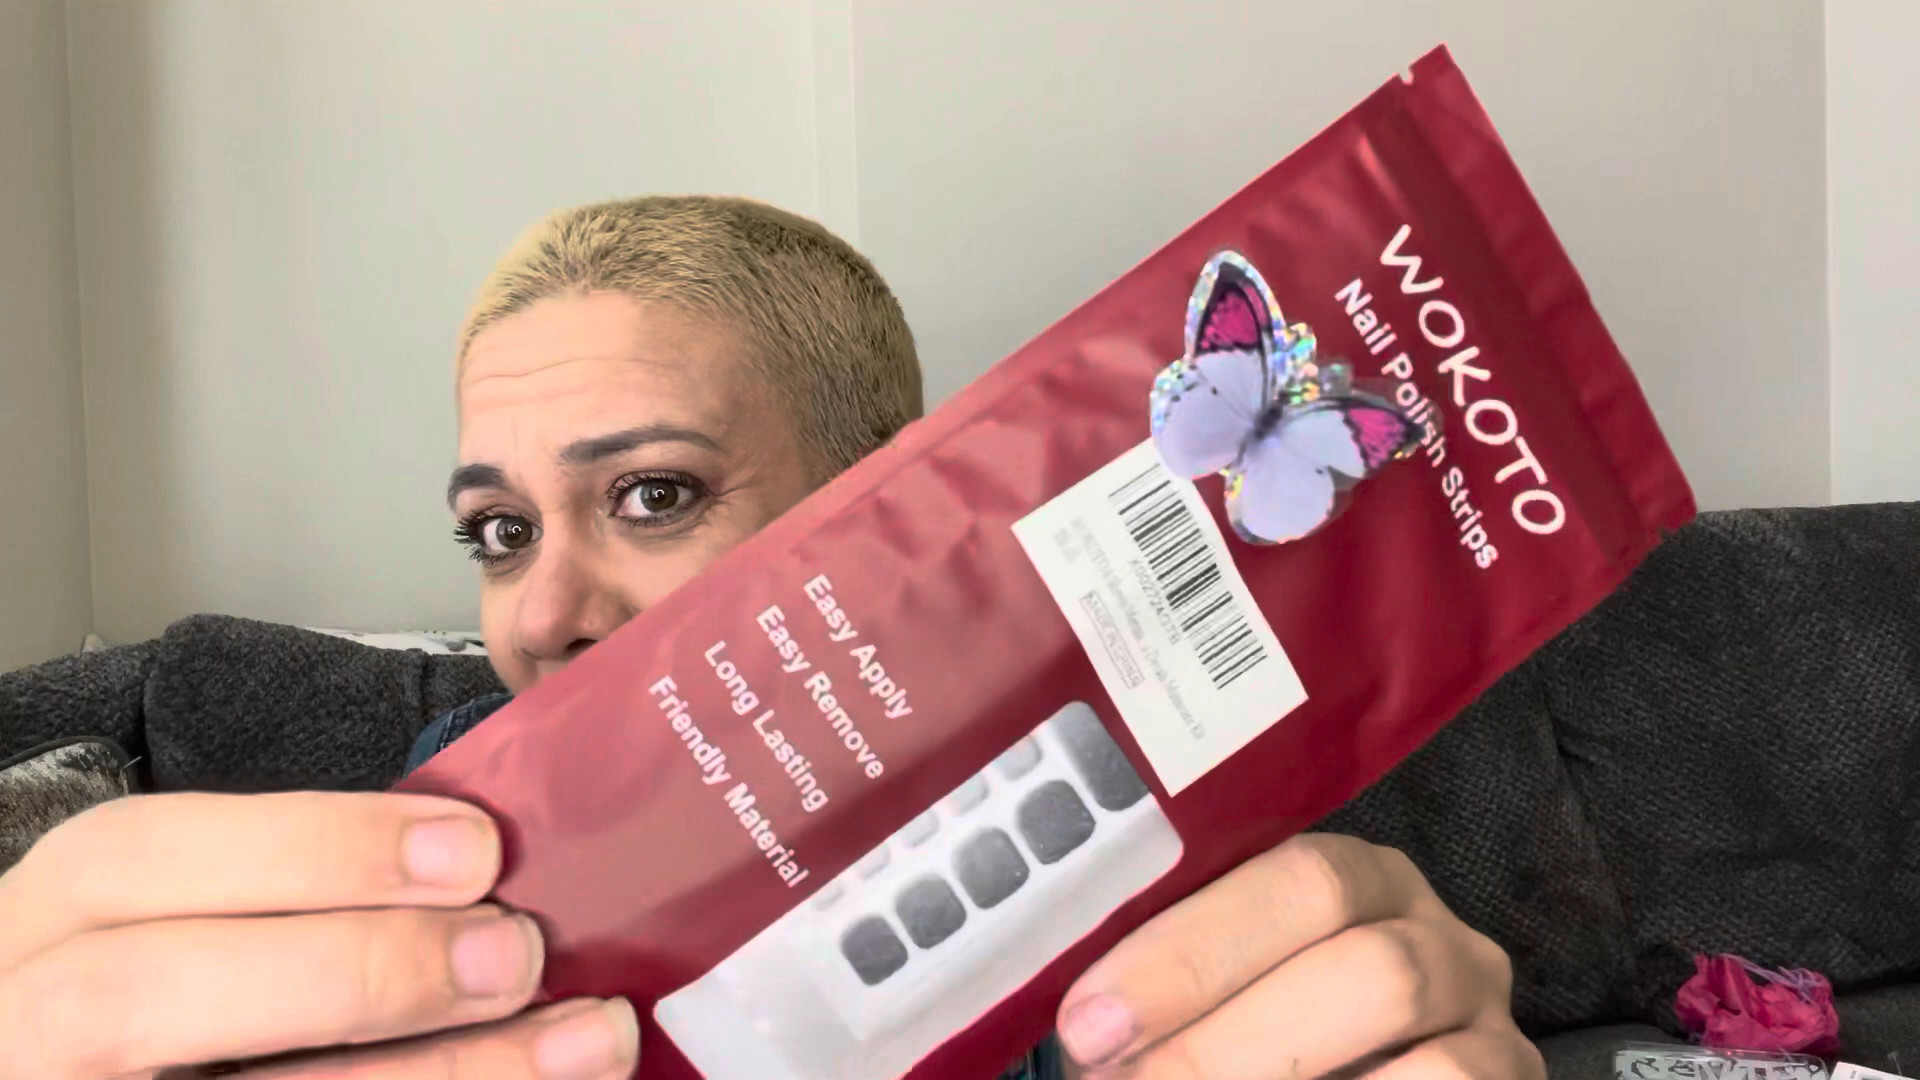 WOKOTO
Nail Polish Strips
MADE IN CHINA
Easy Apply
Easy Remove
Long Lasting
Friendly Material